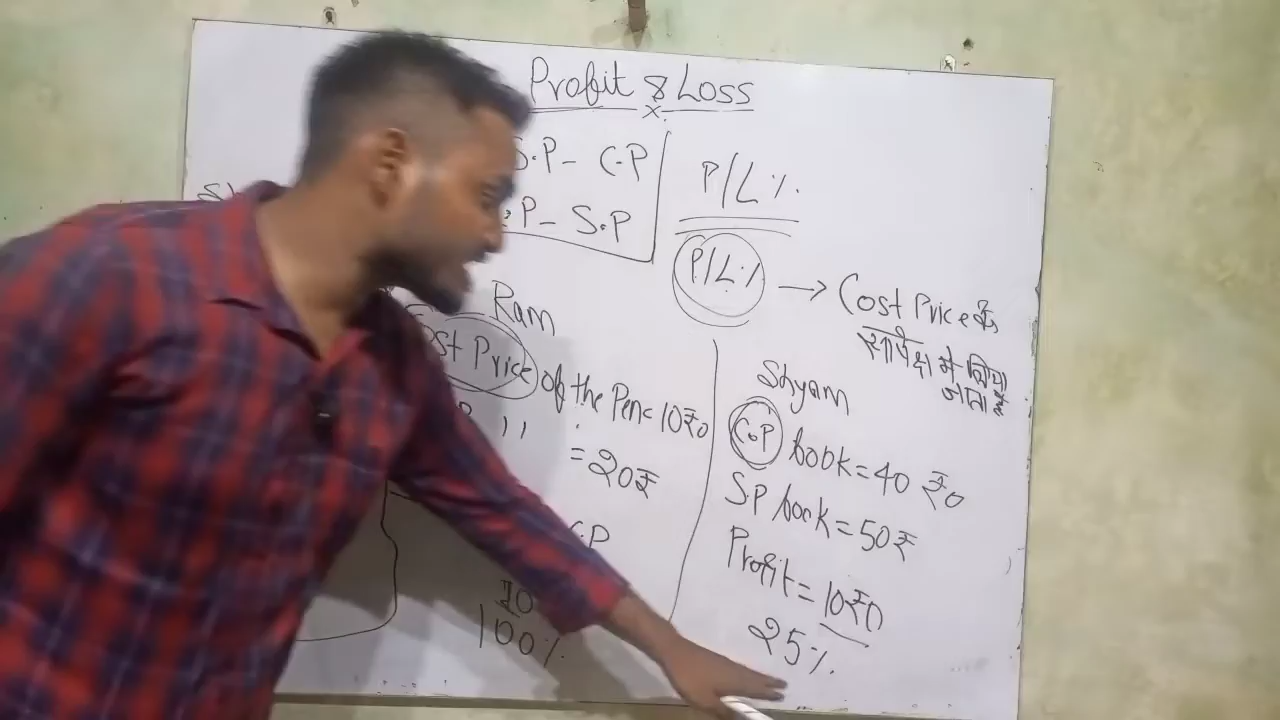 Profit & Loss
S.P - C.P
.P - S.P
P/L%
P/L% → Cost Price के
सापेक्ष में लिया
जाता है
Ram
ost Price of the Pen = 10₹0
P ,,
= 20₹
C.P
10
100%
Shyam
C.P book = 40 ₹0
S.P book = 50₹
Profit = 10₹0
25%